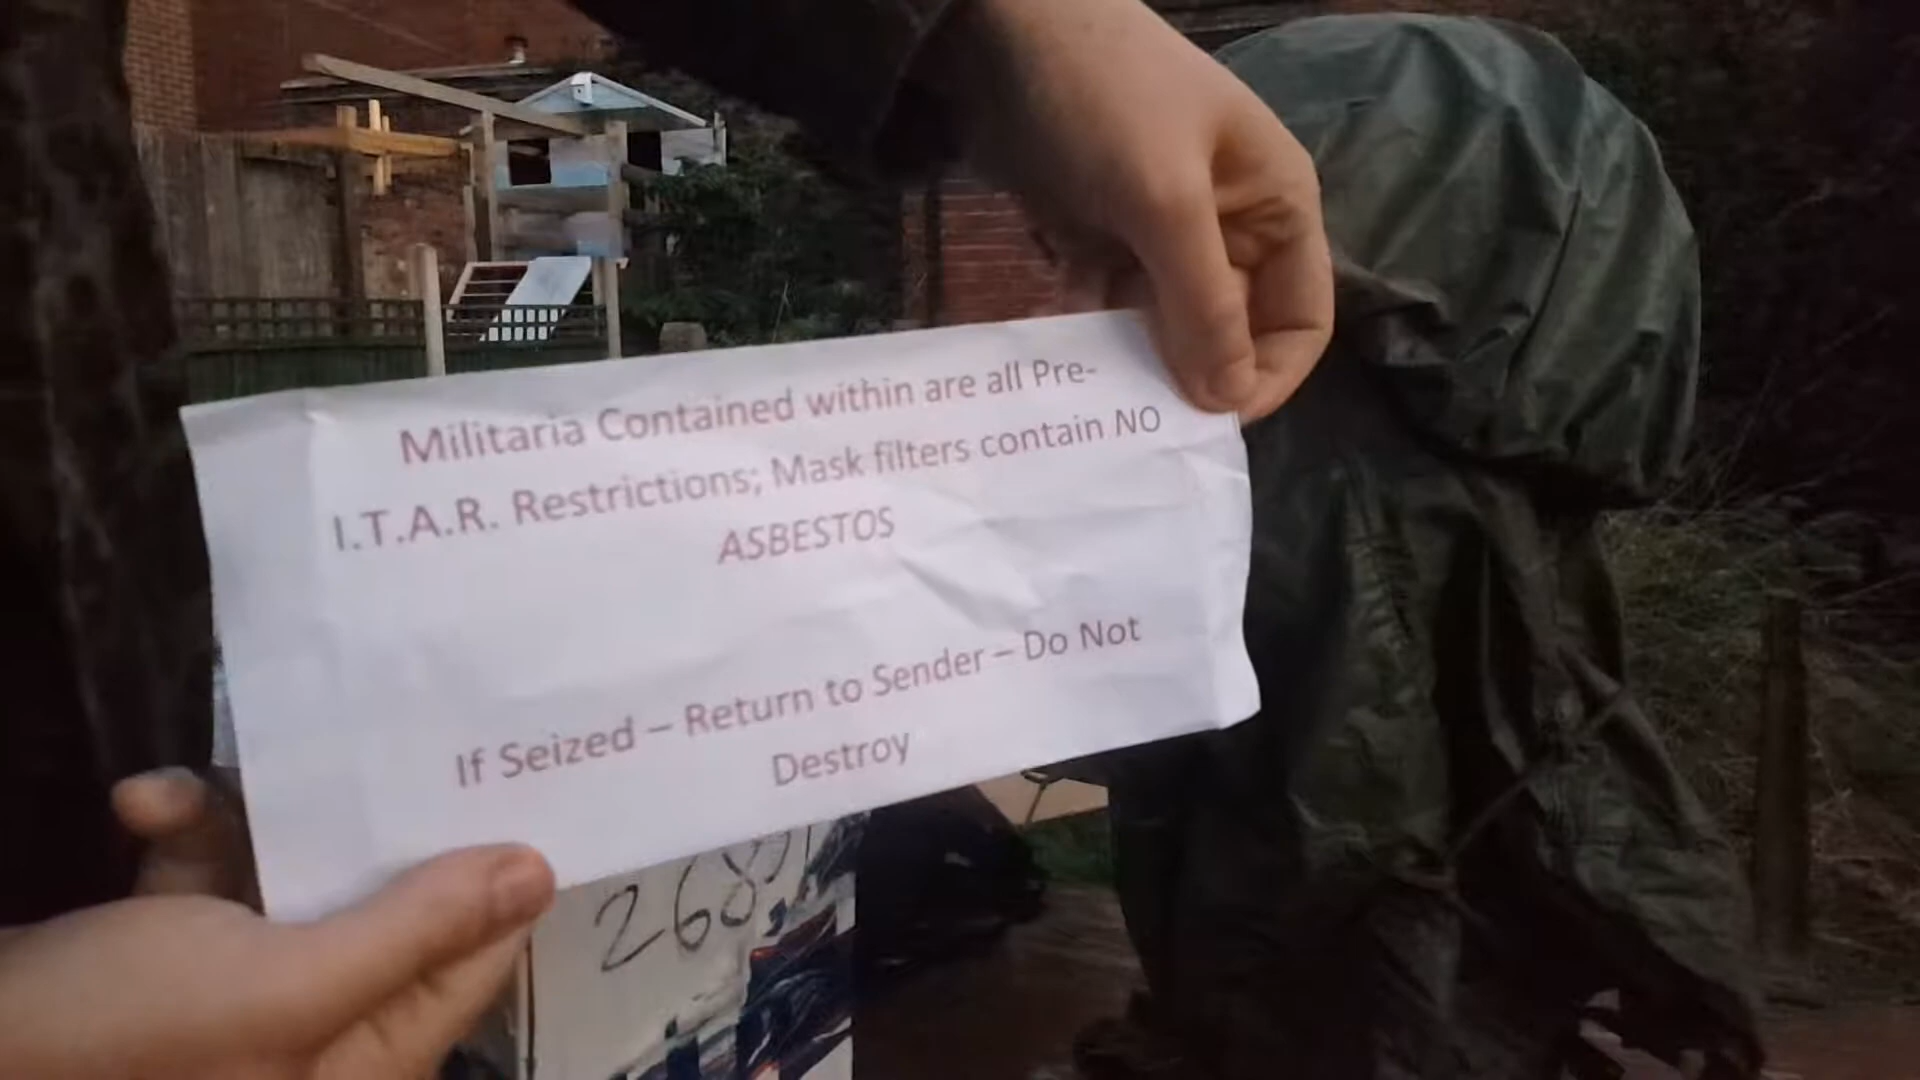 Militaria Contained within are all Pre-
I.T.A.R. Restrictions; Mask filters contain NO
ASBESTOS
If Seized – Return to Sender – Do Not
Destroy
268